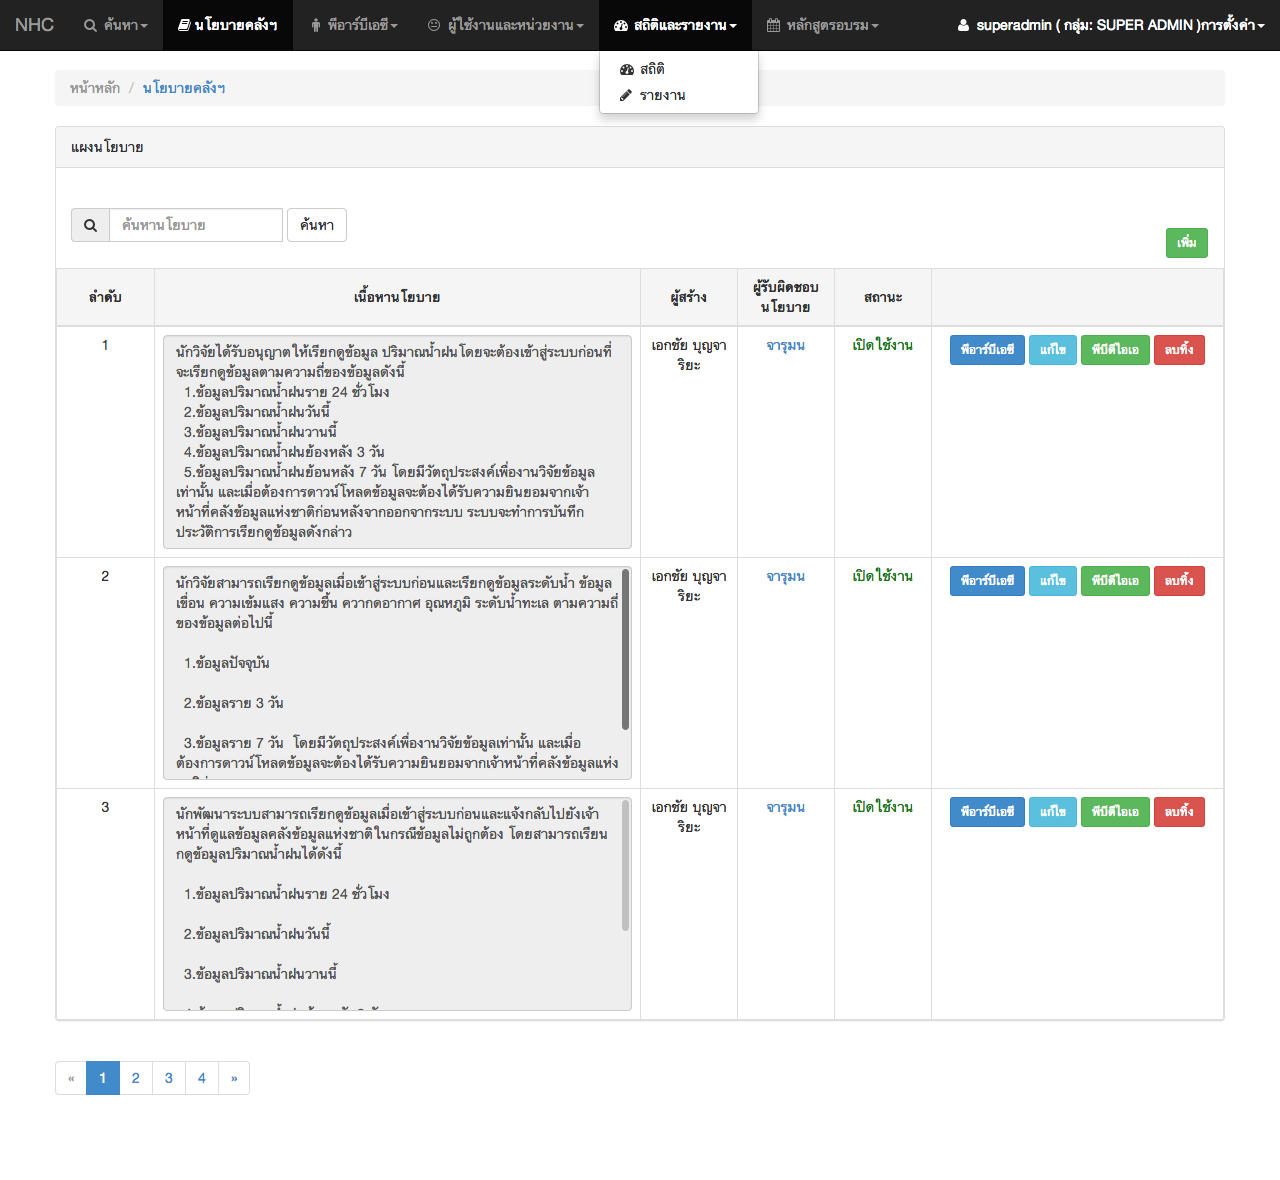 NHC ค้นหา นโยบายคลังฯ พีอาร์บีเอซี ผู้ใช้งานและหน่วยงาน สถิติและรายงาน หลักสูตรอบรม superadmin ( กลุ่ม: SUPER ADMIN )การตั้งค่า
สถิติ
รายงาน
หน้าหลัก / นโยบายคลังฯ
แผงนโยบาย
ค้นหานโยบาย ค้นหา
เพิ่ม
ลำดับ เนื้อหานโยบาย ผู้สร้าง ผู้รับผิดชอบ สถานะ
นโยบาย
1 นักวิจัยได้รับอนุญาตให้เรียกดูข้อมูล ปริมาณน้ำฝนโดยจะต้องเข้าสู่ระบบก่อนที่ เอกชัย บุญจา จารุมน เปิดใช้งาน พีอาร์บีเอซี แก้ไข พีบีดีไอเอ ลบทิ้ง
จะเรียกดูข้อมูลตามความถี่ของข้อมูลดังนี้ ริยะ
1.ข้อมูลปริมาณน้ำฝนราย 24 ชั่วโมง
2.ข้อมูลปริมาณน้ำฝนวันนี้
3.ข้อมูลปริมาณน้ำฝนวานนี้
4.ข้อมูลปริมาณน้ำฝนย้องหลัง 3 วัน
5.ข้อมูลปริมาณน้ำฝนย้อนหลัง 7 วัน โดยมีวัตถุประสงค์เพื่องานวิจัยข้อมูล
เท่านั้น และเมื่อต้องการดาวน์โหลดข้อมูลจะต้องได้รับความยินยอมจากเจ้า
หน้าที่คลังข้อมูลแห่งชาติก่อนหลังจากออกจากระบบ ระบบจะทำการบันทึก
ประวัติการเรียกดูข้อมูลดังกล่าว
2 นักวิจัยสามารถเรียกดูข้อมูลเมื่อเข้าสู่ระบบก่อนและเรียกดูข้อมูลระดับน้ำ ข้อมูล เอกชัย บุญจา จารุมน เปิดใช้งาน พีอาร์บีเอซี แก้ไข พีบีดีไอเอ ลบทิ้ง
เขื่อน ความเข้มแสง ความชื้น ความกดอากาศ อุณหภูมิ ระดับน้ำทะเล ตามความถี่ ริยะ
ของข้อมูลต่อไปนี้
1.ข้อมูลปัจจุบัน
2.ข้อมูลราย 3 วัน
3.ข้อมูลราย 7 วัน โดยมีวัตถุประสงค์เพื่องานวิจัยข้อมูลเท่านั้น และเมื่อ
ต้องการดาวน์โหลดข้อมูลจะต้องได้รับความยินยอมจากเจ้าหน้าที่คลังข้อมูลแห่ง
3 นักพัฒนาระบบสามารถเรียกดูข้อมูลเมื่อเข้าสู่ระบบก่อนและแจ้งกลับไปยังเจ้า เอกชัย บุญจา จารุมน เปิดใช้งาน พีอาร์บีเอซี แก้ไข พีบีดีไอเอ ลบทิ้ง
หน้าที่ดูแลข้อมูลคลังข้อมูลแห่งชาติในกรณีข้อมูลไม่ถูกต้อง โดยสามารถเรียน ริยะ
กดูข้อมูลปริมาณน้ำฝนได้ดังนี้
1.ข้อมูลปริมาณน้ำฝนราย 24 ชั่วโมง
2.ข้อมูลปริมาณน้ำฝนวันนี้
3.ข้อมูลปริมาณน้ำฝนวานนี้
« 1 2 3 4 »